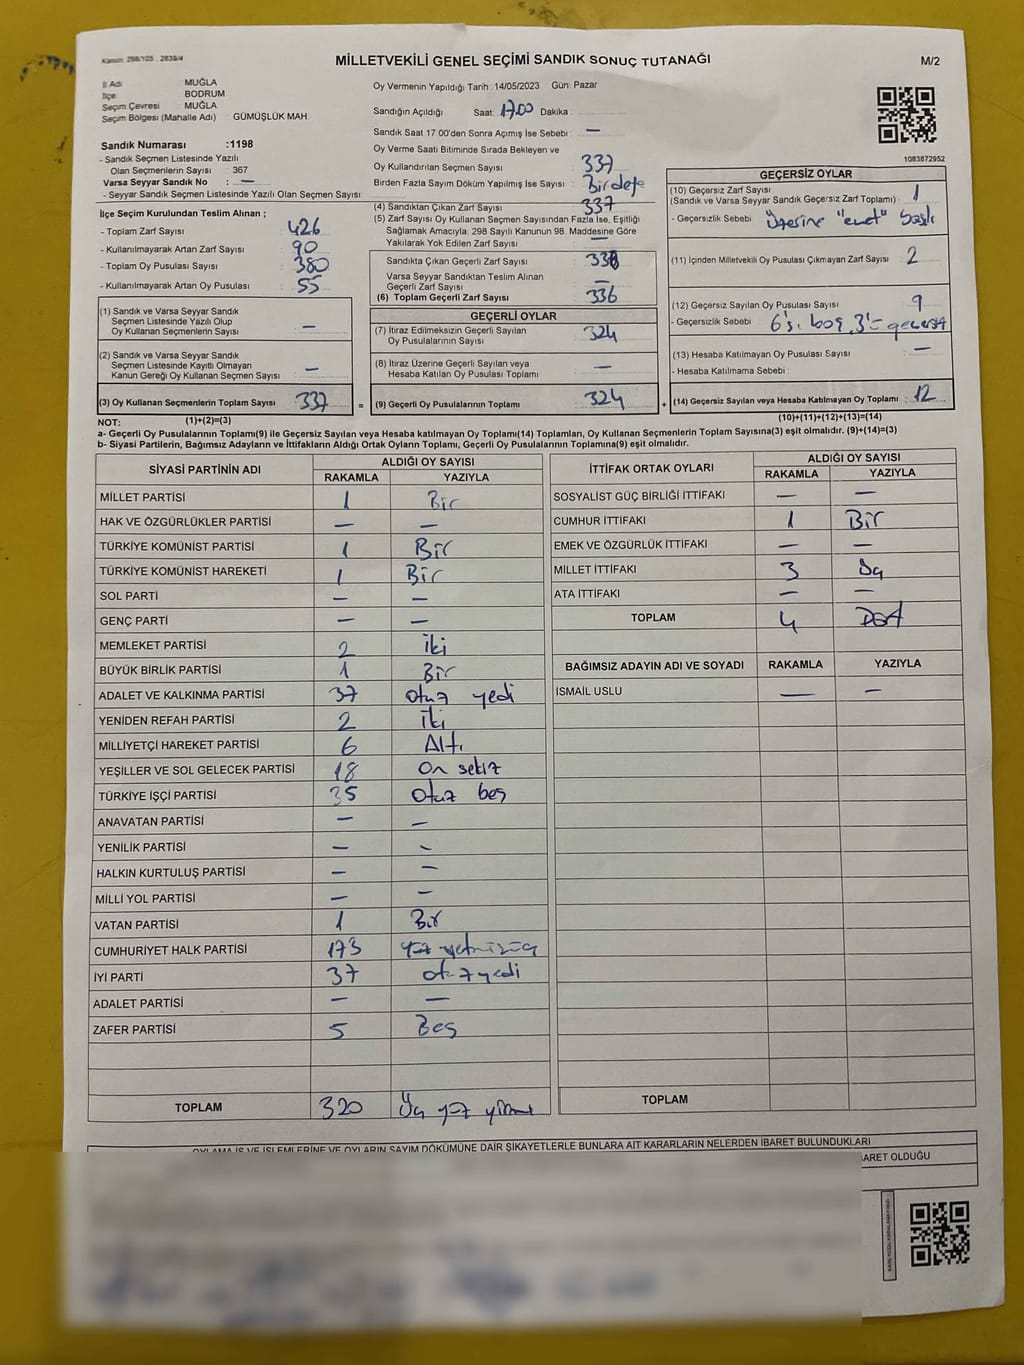 Kanun: 298/105 , 2839/4
MİLLETVEKİLİ GENEL SEÇİMİ SANDIK SONUÇ TUTANAĞI
M/2
İl Adı MUĞLA
İlçe BODRUM
Seçim Çevresi : MUĞLA
Seçim Bölgesi (Mahalle Adı) : GÜMÜŞLÜK MAH.
Sandık Numarası :1198
- Sandık Seçmen Listesinde Yazılı
Olan Seçmenlerin Sayısı : 367
Varsa Seyyar Sandık No : —
- Seyyar Sandık Seçmen Listesinde Yazılı Olan Seçmen Sayısı
İlçe Seçim Kurulundan Teslim Alınan ;
- Toplam Zarf Sayısı : 426
- Kullanılmayarak Artan Zarf Sayısı : 90
- Toplam Oy Pusulası Sayısı : 380
- Kullanılmayarak Artan Oy Pusulası : 55
Oy Vermenin Yapıldığı Tarih :14/05/2023 Gün: Pazar
Sandığın Açıldığı Saat: 17.00 Dakika :
Sandık Saat 17 00'den Sonra Açımış İse Sebebi : —
Oy Verme Saati Bitiminde Sırada Bekleyen ve
Oy Kullandırılan Seçmen Sayısı : 337
Birden Fazla Sayım Döküm Yapılmış İse Sayısı : Bir defa
(4) Sandıktan Çıkan Zarf Sayısı : 337
(5) Zarf Sayısı Oy Kullanan Seçmen Sayısından Fazla İse, Eşitliği
Sağlamak Amacıyla, 298 Sayılı Kanunun 98. Maddesine Göre
Yakılarak Yok Edilen Zarf Sayısı : —
Sandıkta Çıkan Geçerli Zarf Sayısı : 336
Varsa Seyyar Sandıktan Teslim Alınan
Geçerli Zarf Sayısı : —
(6) Toplam Geçerli Zarf Sayısı : 336
1083872952
GEÇERSİZ OYLAR
(10) Geçersiz Zarf Sayısı : 1
(Sandık ve Varsa Seyyar Sandık Geçersiz Zarf Toplamı)
- Geçersizlik Sebebi : Üzerine "evet" baskılı
(11) İçinden Milletvekili Oy Pusulası Çıkmayan Zarf Sayısı : 2
(12) Geçersiz Sayılan Oy Pusulası Sayısı : 9
- Geçersizlik Sebebi : 6'sı boş, 3'ü geçersiz
(13) Hesaba Katılmayan Oy Pusulası Sayısı : —
- Hesaba Katılmama Sebebi :
(14) Geçersiz Sayılan veya Hesaba Katılmayan Oy Toplamı : 12
(10)+(11)+(12)+(13)=(14)
(1) Sandık ve Varsa Seyyar Sandık
Seçmen Listesinde Yazılı Olup
Oy Kullanan Seçmenlerin Sayısı : —
(2) Sandık ve Varsa Seyyar Sandık
Seçmen Listesinde Kayıtlı Olmayan
Kanun Gereği Oy Kullanan Seçmen Sayısı : —
(3) Oy Kullanan Seçmenlerin Toplam Sayısı : 337 =
(1)+(2)=(3)
GEÇERLİ OYLAR
(7) İtiraz Edilmeksizin Geçerli Sayılan
Oy Pusulalarının Sayısı : 324
(8) İtiraz Üzerine Geçerli Sayılan veya
Hesaba Katılan Oy Pusulası Toplamı : —
(9) Geçerli Oy Pusulalarının Toplamı : 324 +
NOT:
a- Geçerli Oy Pusulalarının Toplamı(9) ile Geçersiz Sayılan veya Hesaba katılmayan Oy Toplamı(14) Toplamları, Oy Kullanan Seçmenlerin Toplam Sayısına(3) eşit olmalıdır. (9)+(14)=(3)
b- Siyasi Partilerin, Bağımsız Adayların ve İttifakların Aldığı Ortak Oyların Toplamı, Geçerli Oy Pusulalarının Toplamına(9) eşit olmalıdır.
SİYASİ PARTİNİN ADI ALDIĞI OY SAYISI
RAKAMLA YAZIYLA
MİLLET PARTİSİ 1 Bir
HAK VE ÖZGÜRLÜKLER PARTİSİ — —
TÜRKİYE KOMÜNİST PARTİSİ 1 Bir
TÜRKİYE KOMÜNİST HAREKETİ 1 Bir
SOL PARTİ — —
GENÇ PARTİ — —
MEMLEKET PARTİSİ 2 İki
BÜYÜK BİRLİK PARTİSİ 1 Bir
ADALET VE KALKINMA PARTİSİ 37 otuz yedi
YENİDEN REFAH PARTİSİ 2 İki
MİLLİYETÇİ HAREKET PARTİSİ 6 Altı
YEŞİLLER VE SOL GELECEK PARTİSİ 18 On sekiz
TÜRKİYE İŞÇİ PARTİSİ 35 Otuz beş
ANAVATAN PARTİSİ — —
YENİLİK PARTİSİ — —
HALKIN KURTULUŞ PARTİSİ — —
MİLLİ YOL PARTİSİ — —
VATAN PARTİSİ 1 Bir
CUMHURİYET HALK PARTİSİ 173 yüz yetmiş üç
İYİ PARTİ 37 otuz yedi
ADALET PARTİSİ — —
ZAFER PARTİSİ 5 Beş
TOPLAM 320 Üç yüz yirmi
İTTİFAK ORTAK OYLARI ALDIĞI OY SAYISI
RAKAMLA YAZIYLA
SOSYALİST GÜÇ BİRLİĞİ İTTİFAKI — —
CUMHUR İTTİFAKI 1 Bir
EMEK VE ÖZGÜRLÜK İTTİFAKI — —
MİLLET İTTİFAKI 3 Üç
ATA İTTİFAKI — —
TOPLAM 4 Dört
BAĞIMSIZ ADAYIN ADI VE SOYADI RAKAMLA YAZIYLA
İSMAİL USLU — —
TOPLAM
OYLAMA İŞ VE İŞLEMLERİNE VE OYLARIN SAYIM DÖKÜMÜNE DAİR ŞİKAYETLERLE BUNLARA AİT KARARLARIN NELERDEN İBARET BULUNDUKLARI
ARET OLDUĞU